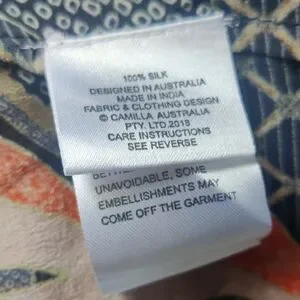 100% SILK
DESIGNED IN AUSTRALIA
MADE IN INDIA
FABRIC & CLOTHING DESIGN
© CAMILLA AUSTRALIA
PTY. LTD.2018
CARE INSTRUCTIONS
SEE REVERSE
UNAVOIDABLE, SOME
EMBELLISHMENTS MAY
COME OFF THE GARMENT